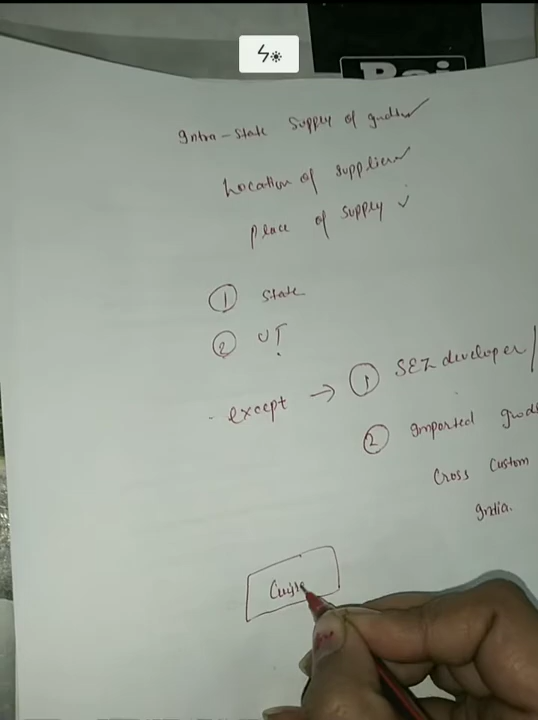 Intra-state supply of goods
Location of supplier
place of supply
① State
② UT
except → ① SEZ developer /
② Imported goods
Cross Custom
India.